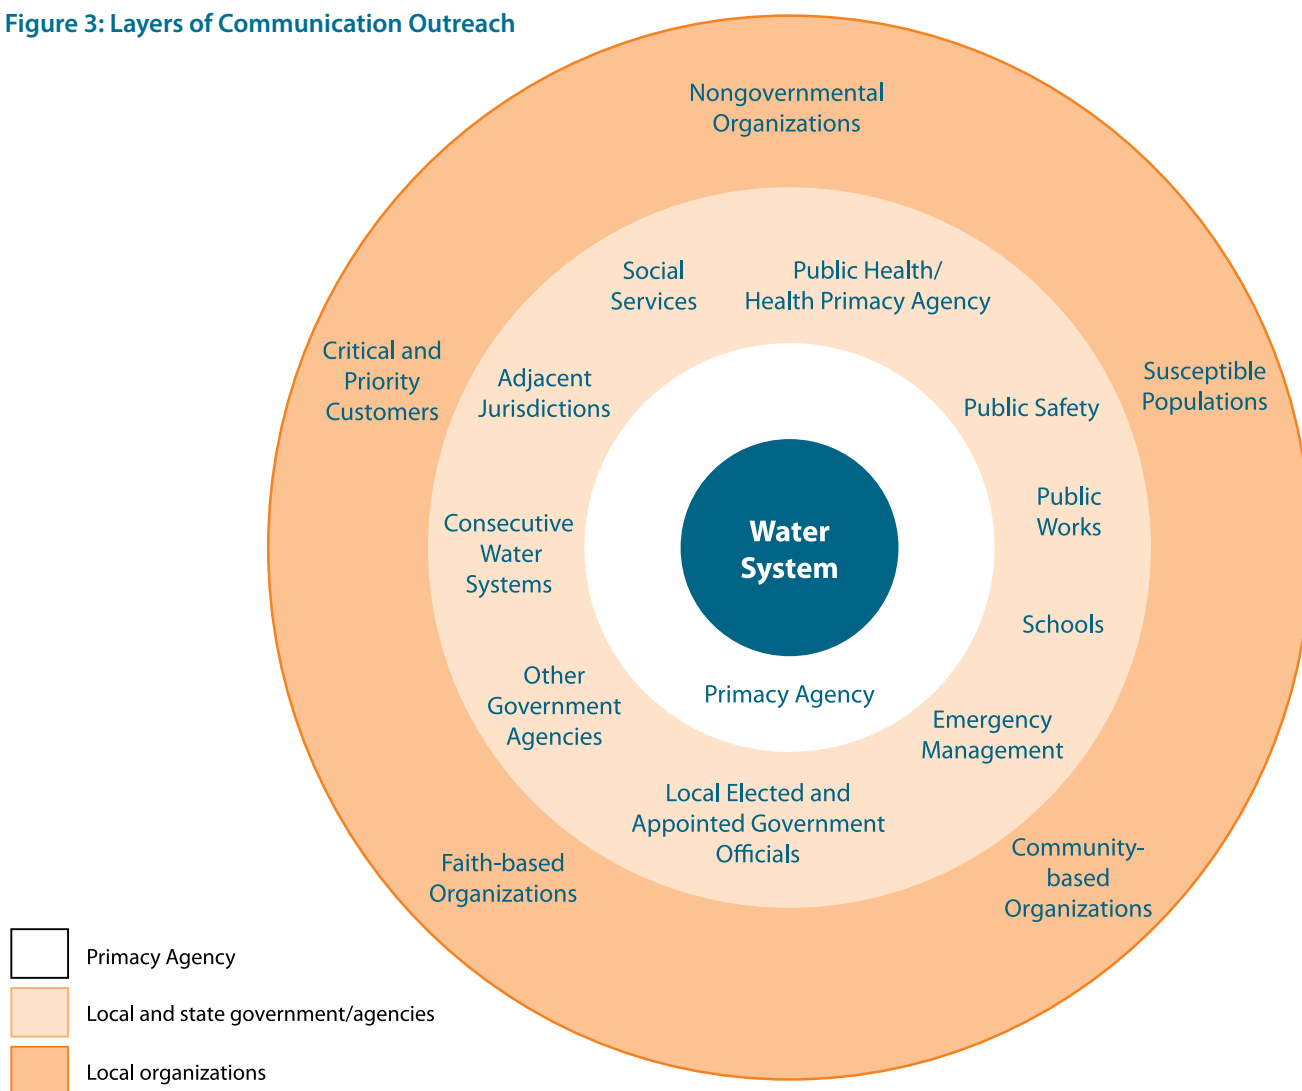 Figure 3: Layers of Communication Outreach
Nongovernmental
Organizations
Social
Services
Public Health/
Health Primacy Agency
Critical and
Priority
Customers
Adjacent
Jurisdictions
Public Safety
Susceptible
Populations
Consecutive
Water
Systems
Water
System
Public
Works
Schools
Other
Government
Agencies
Primacy Agency
Emergency
Management
Local Elected and
Appointed Government
Officials
Faith-based
Organizations
Community-
based
Organizations
Primacy Agency
Local and state government/agencies
Local organizations